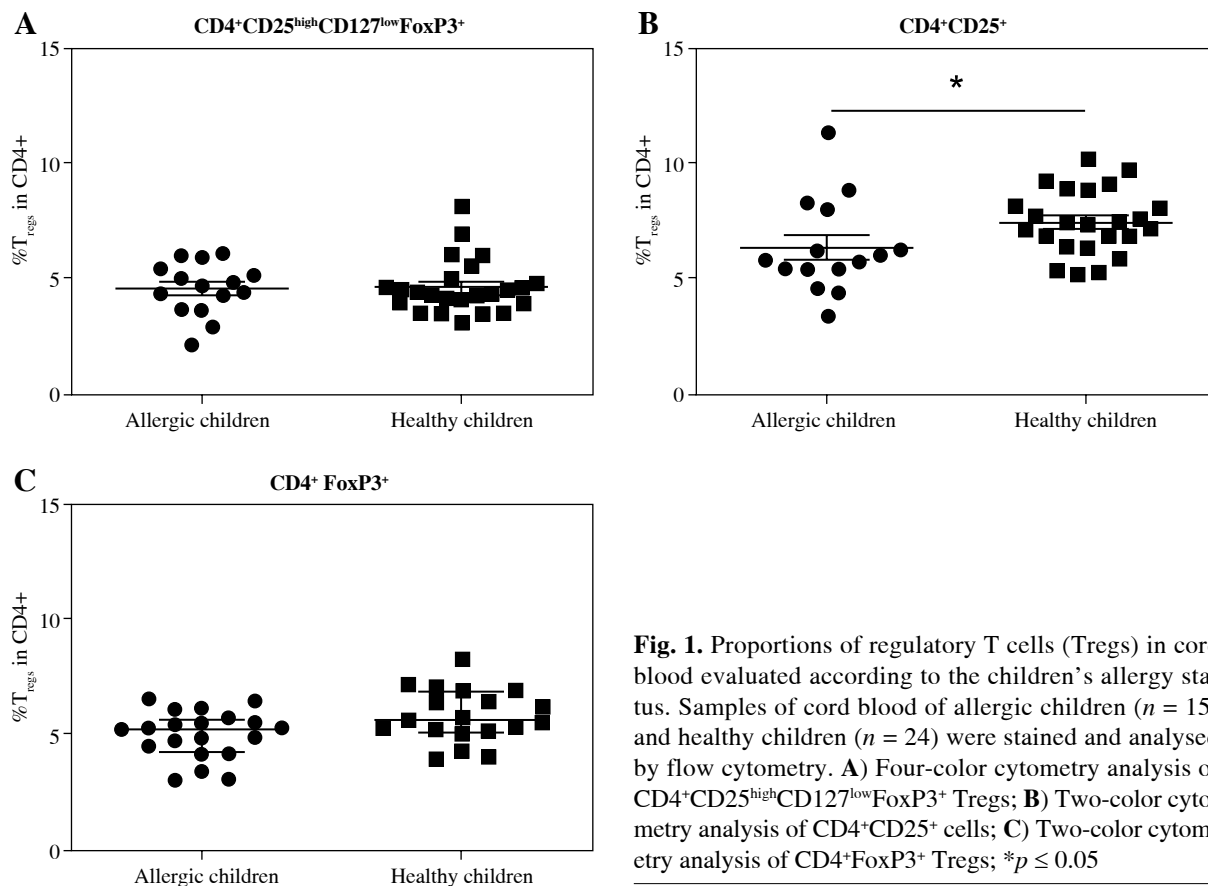 A
CD4⁺CD25ʰⁱᵍʰCD127ˡᵒʷFoxP3⁺
15
10
5
0
%Tregs in CD4+
Allergic children
Healthy children
B
CD4⁺CD25⁺
*
15
10
5
0
%Tregs in CD4+
Allergic children
Healthy children
C
CD4⁺ FoxP3⁺
15
10
5
0
%Tregs in CD4+
Allergic children
Healthy children
Fig. 1. Proportions of regulatory T cells (Tregs) in cor
blood evaluated according to the children's allergy sta
tus. Samples of cord blood of allergic children (n = 15
and healthy children (n = 24) were stained and analysed
by flow cytometry. A) Four-color cytometry analysis o
CD4⁺CD25ʰⁱᵍʰCD127ˡᵒʷFoxP3⁺ Tregs; B) Two-color cyto
metry analysis of CD4⁺CD25⁺ cells; C) Two-color cytom
etry analysis of CD4⁺FoxP3⁺ Tregs; *p ≤ 0.05